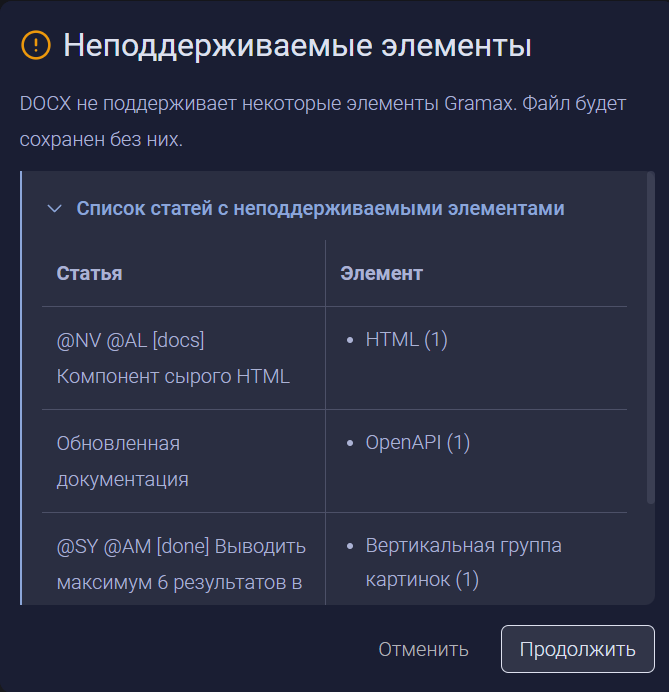 Неподдерживаемые элементы
DOCX не поддерживает некоторые элементы Gramax. Файл будет
сохранен без них.
Список статей с неподдерживаемыми элементами
Статья
Элемент
@NV @AL [docs]
Компонент сырого HTML
HTML (1)
Обновленная
документация
OpenAPI (1)
@SY @AM [done] Выводить
максимум 6 результатов в
Вертикальная группа
картинок (1)
Отменить
Продолжить